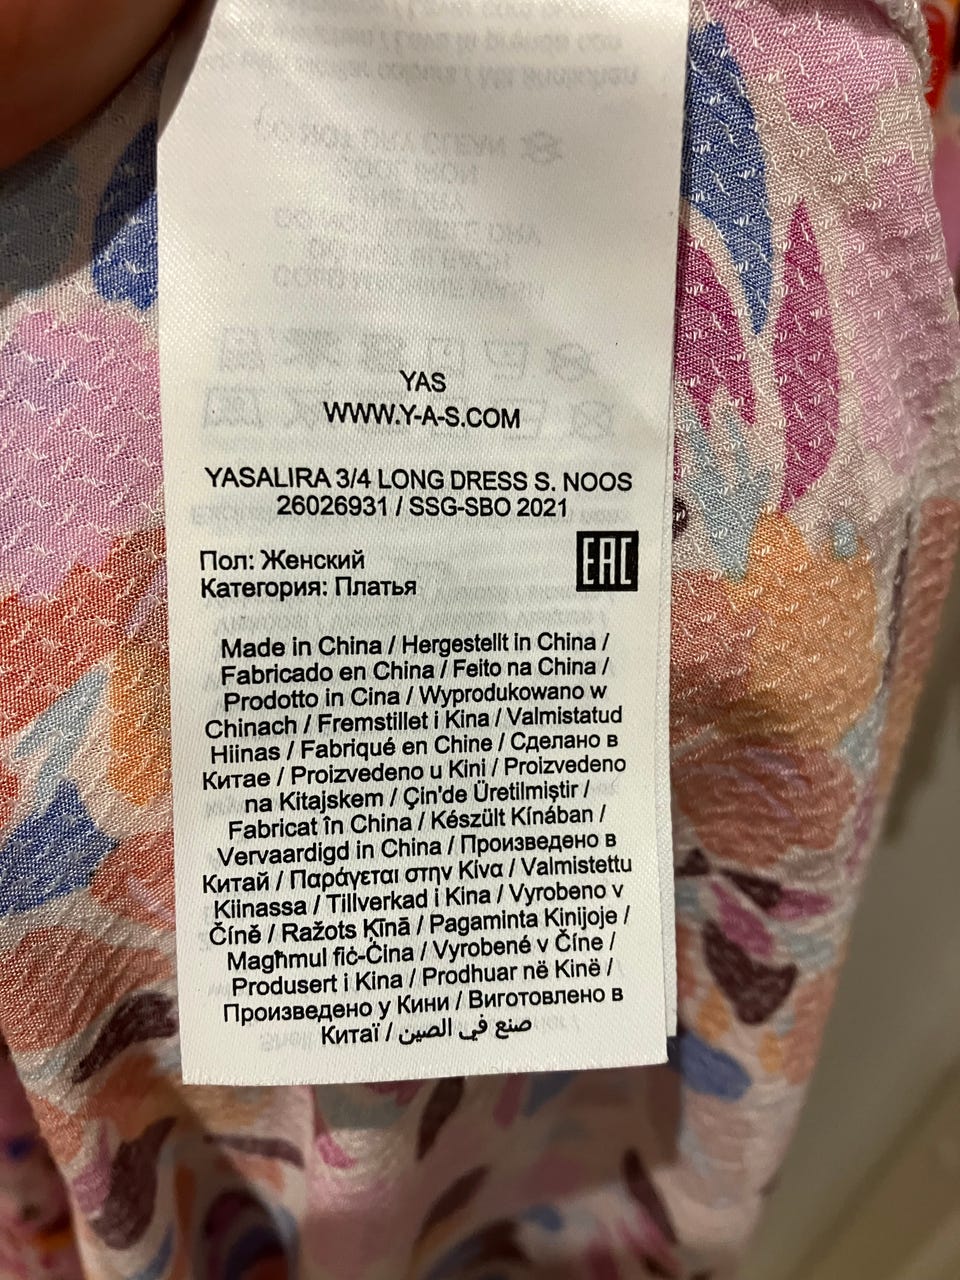 YAS
WWW.Y-A-S.COM
YASALIRA 3/4 LONG DRESS S. NOOS
26026931 / SSG-SBO 2021
Пол: Женский
Категория: Платья
EAC
Made in China / Hergestellt in China /
Fabricado en China / Feito na China /
Prodotto in Cina / Wyprodukowano w
Chinach / Fremstillet i Kina / Valmistatud
Hiinas / Fabriqué en Chine / Сделано в
Китае / Proizvedeno u Kini / Proizvedeno
na Kitajskem / Çin'de Üretilmiştir /
Fabricat în China / Készült Kínában /
Vervaardigd in China / Произведено в
Китай / Παράγεται στην Κίνα / Valmistettu
Kiinassa / Tillverkad i Kina / Vyrobeno v
Číně / Ražots Ķīnā / Pagaminta Kinijoje /
Magħmul fiċ-Ċina / Vyrobené v Číne /
Produsert i Kina / Prodhuar në Kinë /
Произведено у Кини / Виготовлено в
Китаї / صنع في الصين